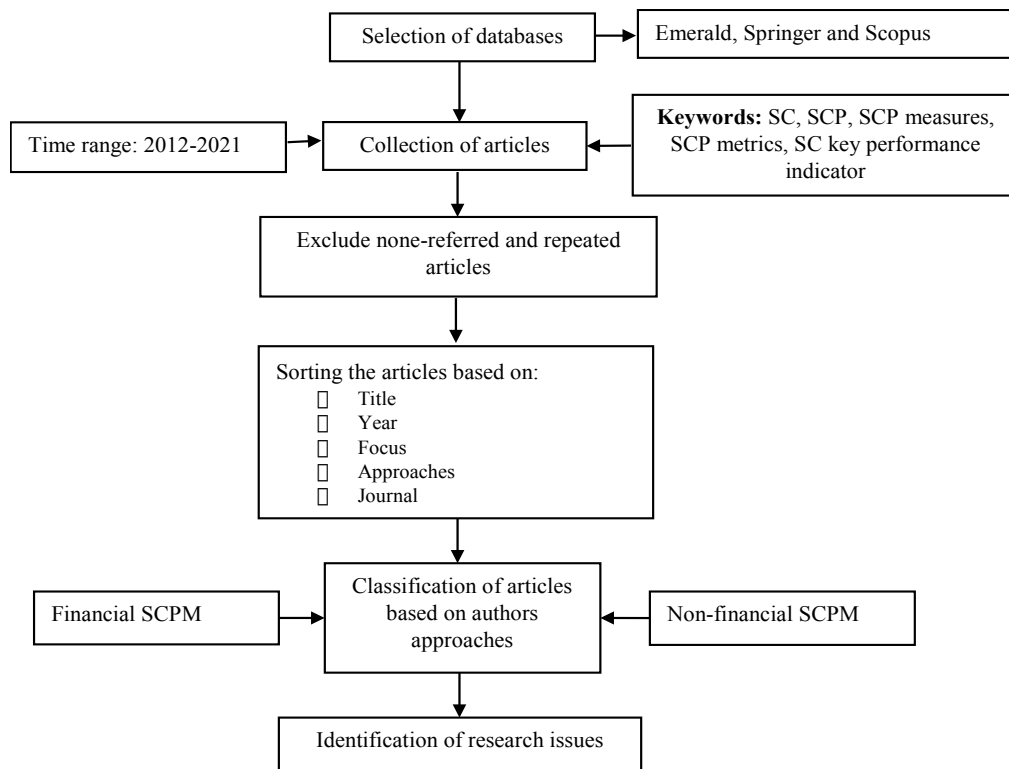 Selection of databases
Emerald, Springer and Scopus
Time range: 2012-2021
Collection of articles
Keywords: SC, SCP, SCP measures,
SCP metrics, SC key performance
indicator
Exclude none-referred and repeated
articles
Sorting the articles based on:
Title
Year
Focus
Approaches
Journal
Financial SCPM
Classification of articles
based on authors
approaches
Non-financial SCPM
Identification of research issues